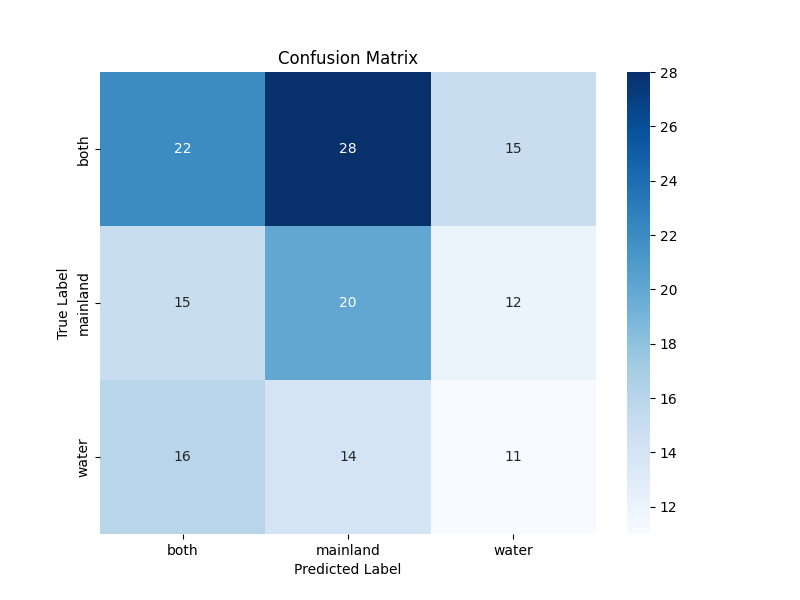 Confusion Matrix
True Label
both
mainland
water
22 28 15
15 20 12
16 14 11
both mainland water
Predicted Label
28
26
24
22
20
18
16
14
12